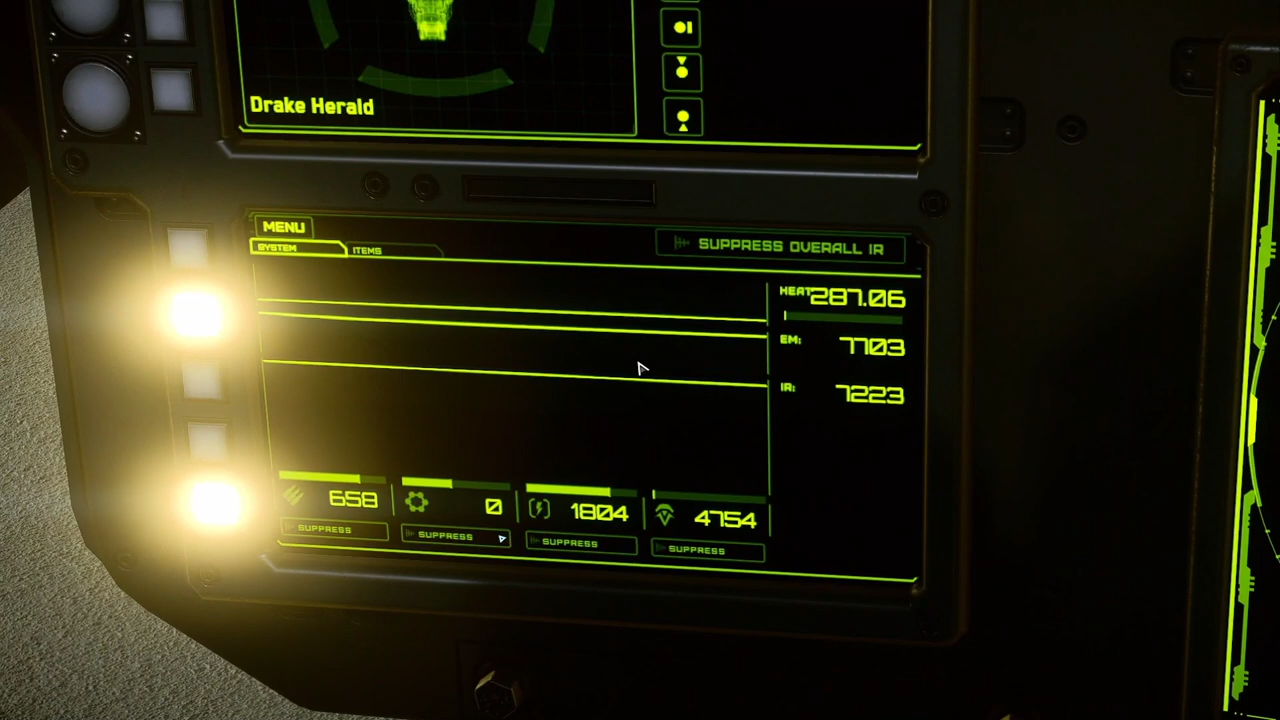 Drake Herald
MENU
SYSTEM ITEMS
SUPPRESS OVERALL IR
HEAT 287.06
EM: 7703
IR: 7223
658 0 1804 4754
SUPPRESS SUPPRESS SUPPRESS SUPPRESS